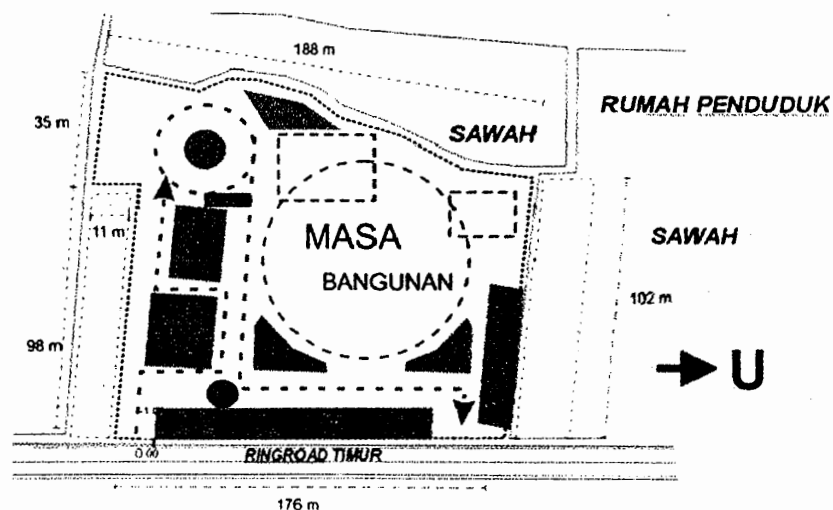 188 m
RUMAH PENDUDUK
35 m
SAWAH
11 m
MASA
BANGUNAN
SAWAH
102 m
98 m
U
0.00
RINGROAD TIMUR
176 m